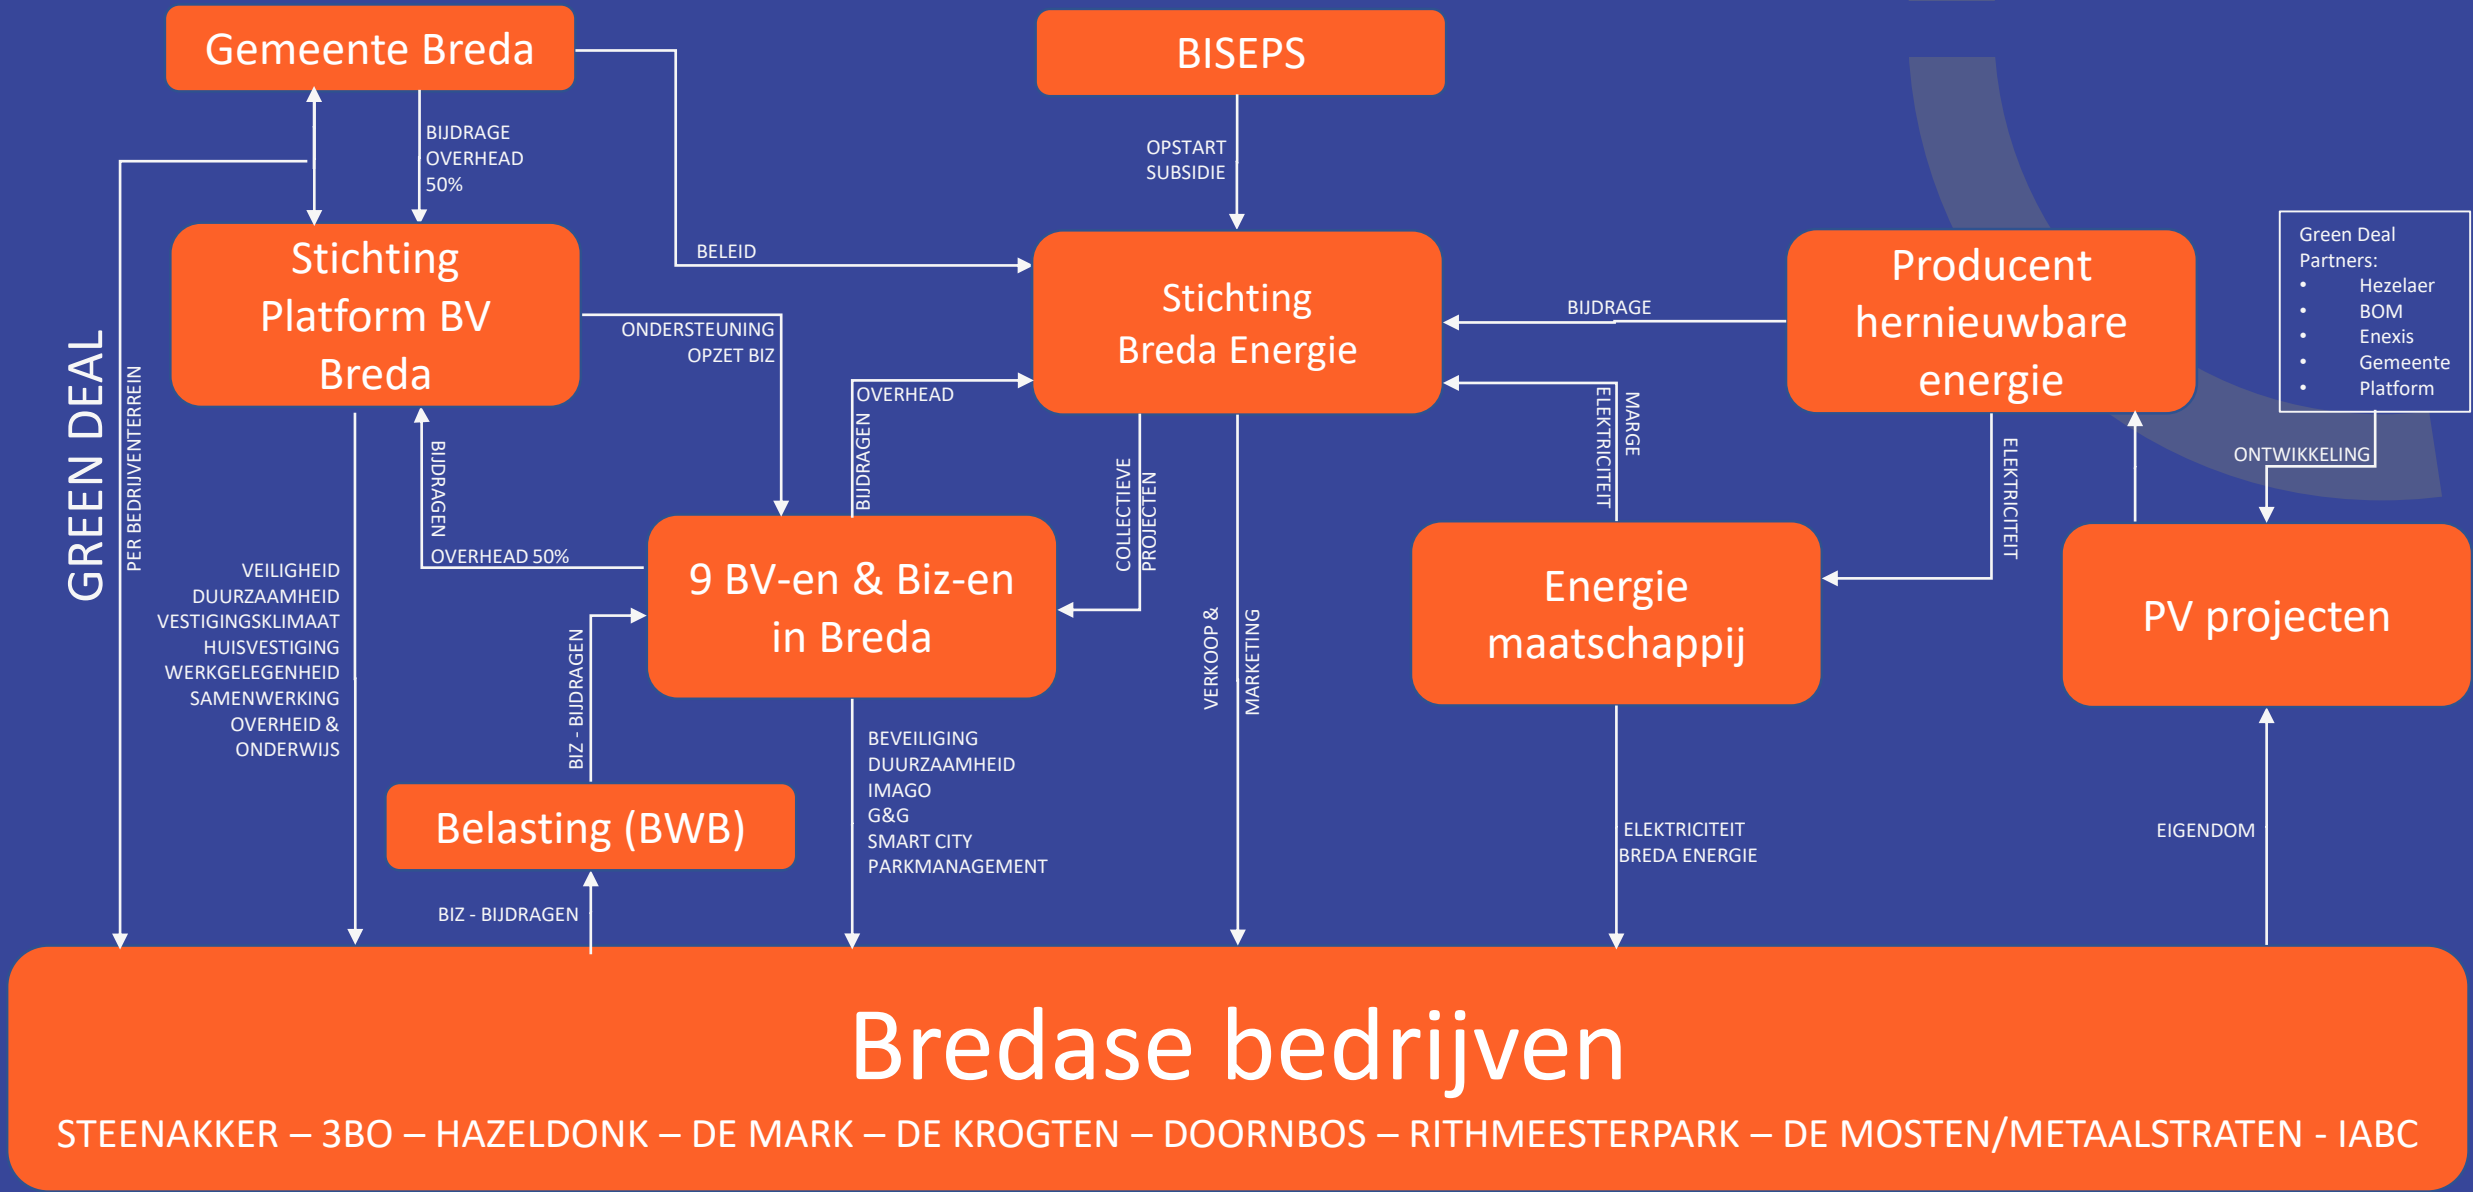 Gemeente Breda
BISEPS
BIJDRAGE
OVERHEAD
50%
OPSTART
SUBSIDIE
Stichting
Platform BV
Breda
BELEID
Stichting
Breda Energie
BIJDRAGE
Producent
hernieuwbare
energie
Green Deal
Partners:
• Hezelaer
• BOM
• Enexis
• Gemeente
• Platform
GREEN DEAL
PER BEDRIJVENTERREIN
ONDERSTEUNING
OPZET BIZ
OVERHEAD
BIJDRAGEN
BIJDRAGEN
OVERHEAD 50%
COLLECTIEVE
PROJECTEN
MARGE
ELEKTRICITEIT
ELEKTRICITEIT
ONTWIKKELING
VEILIGHEID
DUURZAAMHEID
VESTIGINGSKLIMAAT
HUISVESTIGING
WERKGELEGENHEID
SAMENWERKING
OVERHEID &
ONDERWIJS
9 BV-en & Biz-en
in Breda
Energie
maatschappij
PV projecten
BIZ - BIJDRAGEN
VERKOOP &
MARKETING
BEVEILIGING
DUURZAAMHEID
IMAGO
G&G
SMART CITY
PARKMANAGEMENT
Belasting (BWB)
ELEKTRICITEIT
BREDA ENERGIE
EIGENDOM
BIZ - BIJDRAGEN
Bredase bedrijven
STEENAKKER – 3BO – HAZELDONK – DE MARK – DE KROGTEN – DOORNBOS – RITHMEESTERPARK – DE MOSTEN/METAALSTRATEN - IABC